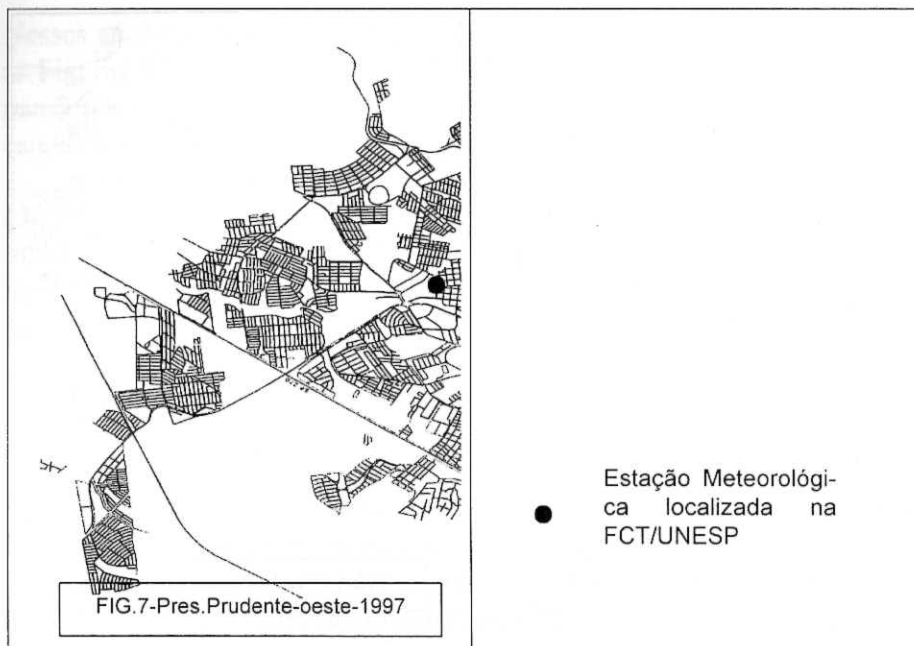 FIG.7-Pres.Prudente-oeste-1997
Estação Meteorológi-
ca localizada na
FCT/UNESP